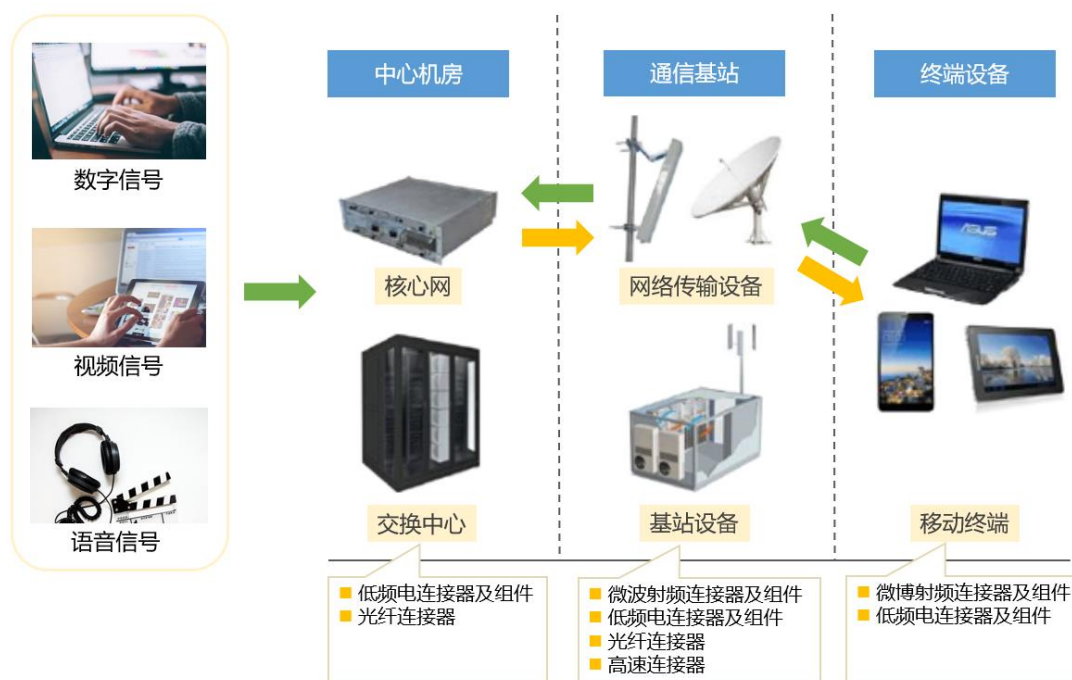 数字信号
视频信号
语音信号
中心机房
通信基站
终端设备
核心网
网络传输设备
ASUS
交换中心
基站设备
移动终端
低频电连接器及组件
光纤连接器
微波射频连接器及组件
低频电连接器及组件
光纤连接器
高速连接器
微博射频连接器及组件
低频电连接器及组件